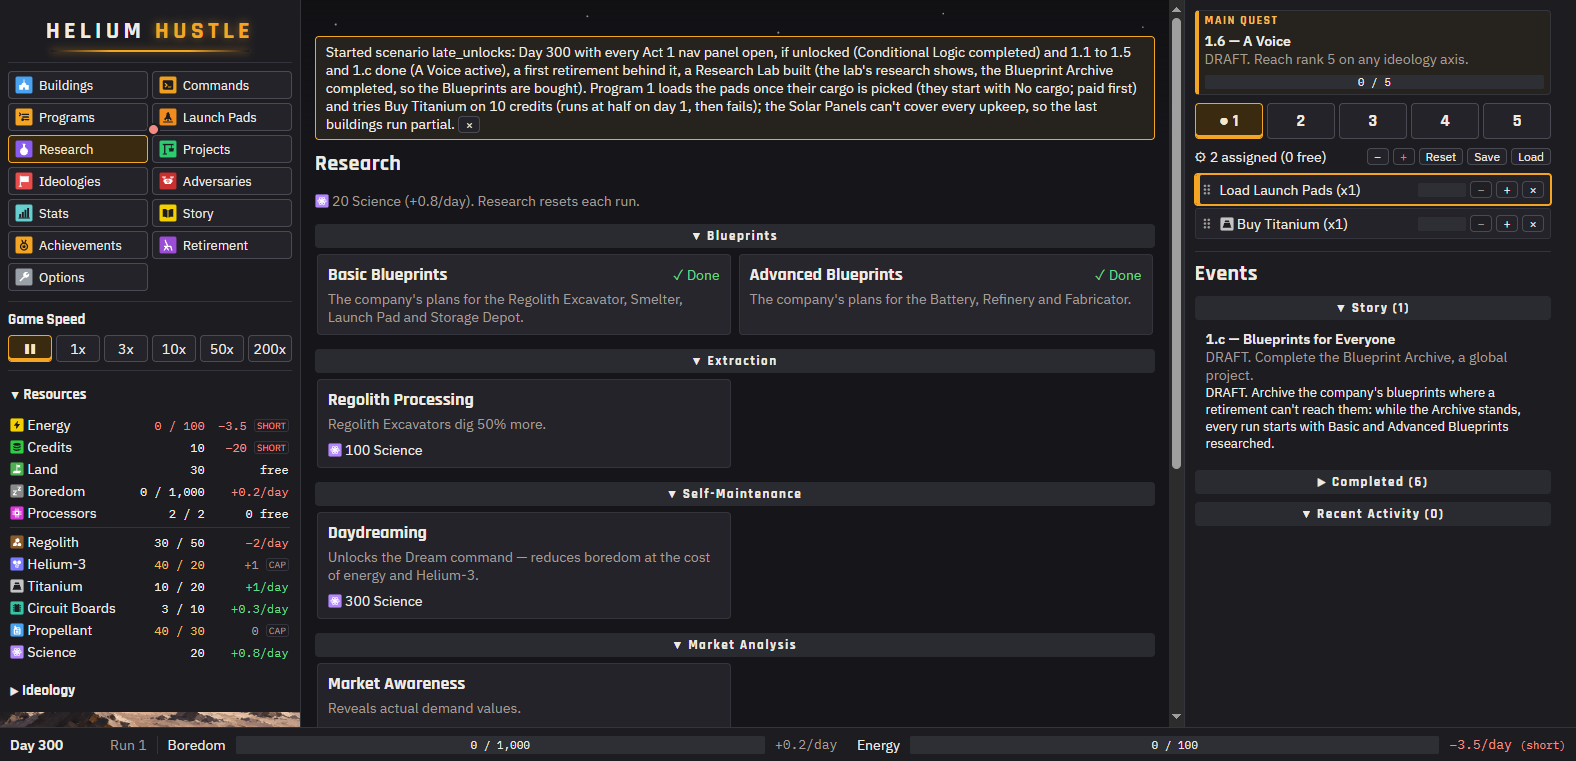 HELIUM HUSTLE
Buildings
Commands
Programs
Launch Pads
Research
Projects
Ideologies
Adversaries
Stats
Story
Achievements
Retirement
Options
Game Speed
1x
3x
10x
50x
200x
▼ Resources
Energy 0 / 100 −3.5 SHORT
Credits 10 −20 SHORT
Land 30 free
Boredom 0 / 1,000 +0.2/day
Processors 2 / 2 0 free
Regolith 30 / 50 −2/day
Helium-3 40 / 20 +1 CAP
Titanium 10 / 20 +1/day
Circuit Boards 3 / 10 +0.3/day
Propellant 40 / 30 0 CAP
Science 20 +0.8/day
▶ Ideology
Started scenario late_unlocks: Day 300 with every Act 1 nav panel open, if unlocked (Conditional Logic completed) and 1.1 to 1.5
and 1.c done (A Voice active), a first retirement behind it, a Research Lab built (the lab's research shows, the Blueprint Archive
completed, so the Blueprints are bought). Program 1 loads the pads once their cargo is picked (they start with No cargo; paid first)
and tries Buy Titanium on 10 credits (runs at half on day 1, then fails); the Solar Panels can't cover every upkeep, so the last
buildings run partial. ×
Research
20 Science (+0.8/day). Research resets each run.
▼ Blueprints
Basic Blueprints ✓ Done
The company's plans for the Regolith Excavator, Smelter,
Launch Pad and Storage Depot.
Advanced Blueprints ✓ Done
The company's plans for the Battery, Refinery and Fabricator.
▼ Extraction
Regolith Processing
Regolith Excavators dig 50% more.
100 Science
▼ Self-Maintenance
Daydreaming
Unlocks the Dream command — reduces boredom at the cost
of energy and Helium-3.
300 Science
▼ Market Analysis
Market Awareness
Reveals actual demand values.
MAIN QUEST
1.6 — A Voice
DRAFT. Reach rank 5 on any ideology axis.
0 / 5
● 1
2
3
4
5
⚙ 2 assigned (0 free) − + Reset Save Load
Load Launch Pads (x1) − + ×
Buy Titanium (x1) − + ×
Events
▼ Story (1)
1.c — Blueprints for Everyone
DRAFT. Complete the Blueprint Archive, a global
project.
DRAFT. Archive the company's blueprints where a
retirement can't reach them: while the Archive stands,
every run starts with Basic and Advanced Blueprints
researched.
▶ Completed (6)
▼ Recent Activity (0)
Day 300 Run 1 Boredom 0 / 1,000 +0.2/day Energy 0 / 100 −3.5/day (short)